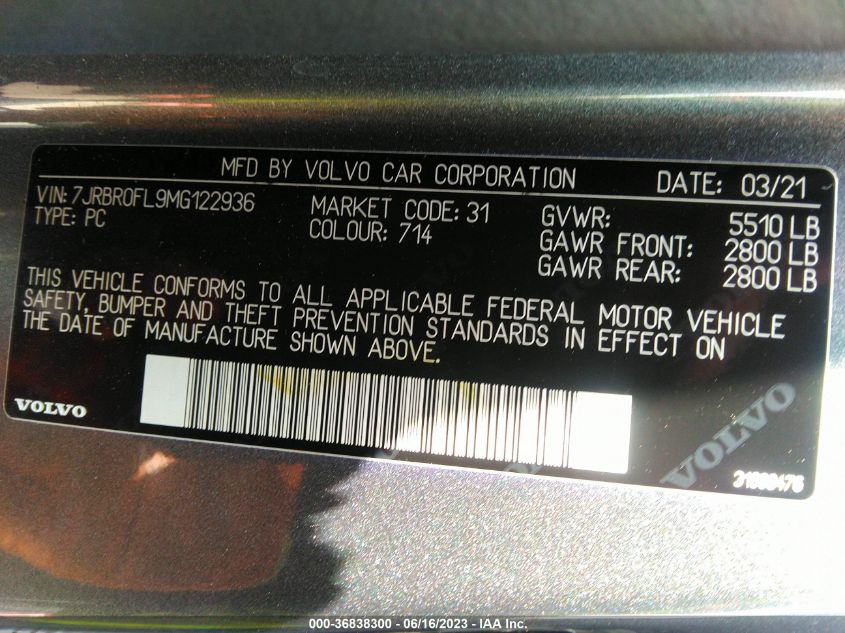 MFD BY VOLVO CAR CORPORATION DATE: 03/21
VIN: 7JRBR0FL9MG122936 MARKET CODE: 31 GVWR: 5510 LB
TYPE: PC COLOUR: 714 GAWR FRONT: 2800 LB
GAWR REAR: 2800 LB
THIS VEHICLE CONFORMS TO ALL APPLICABLE FEDERAL MOTOR VEHICLE
SAFETY, BUMPER AND THEFT PREVENTION STANDARDS IN EFFECT ON
THE DATE OF MANUFACTURE SHOWN ABOVE.
VOLVO
VOLVO
000-36838300 - 06/16/2023 - IAA Inc.